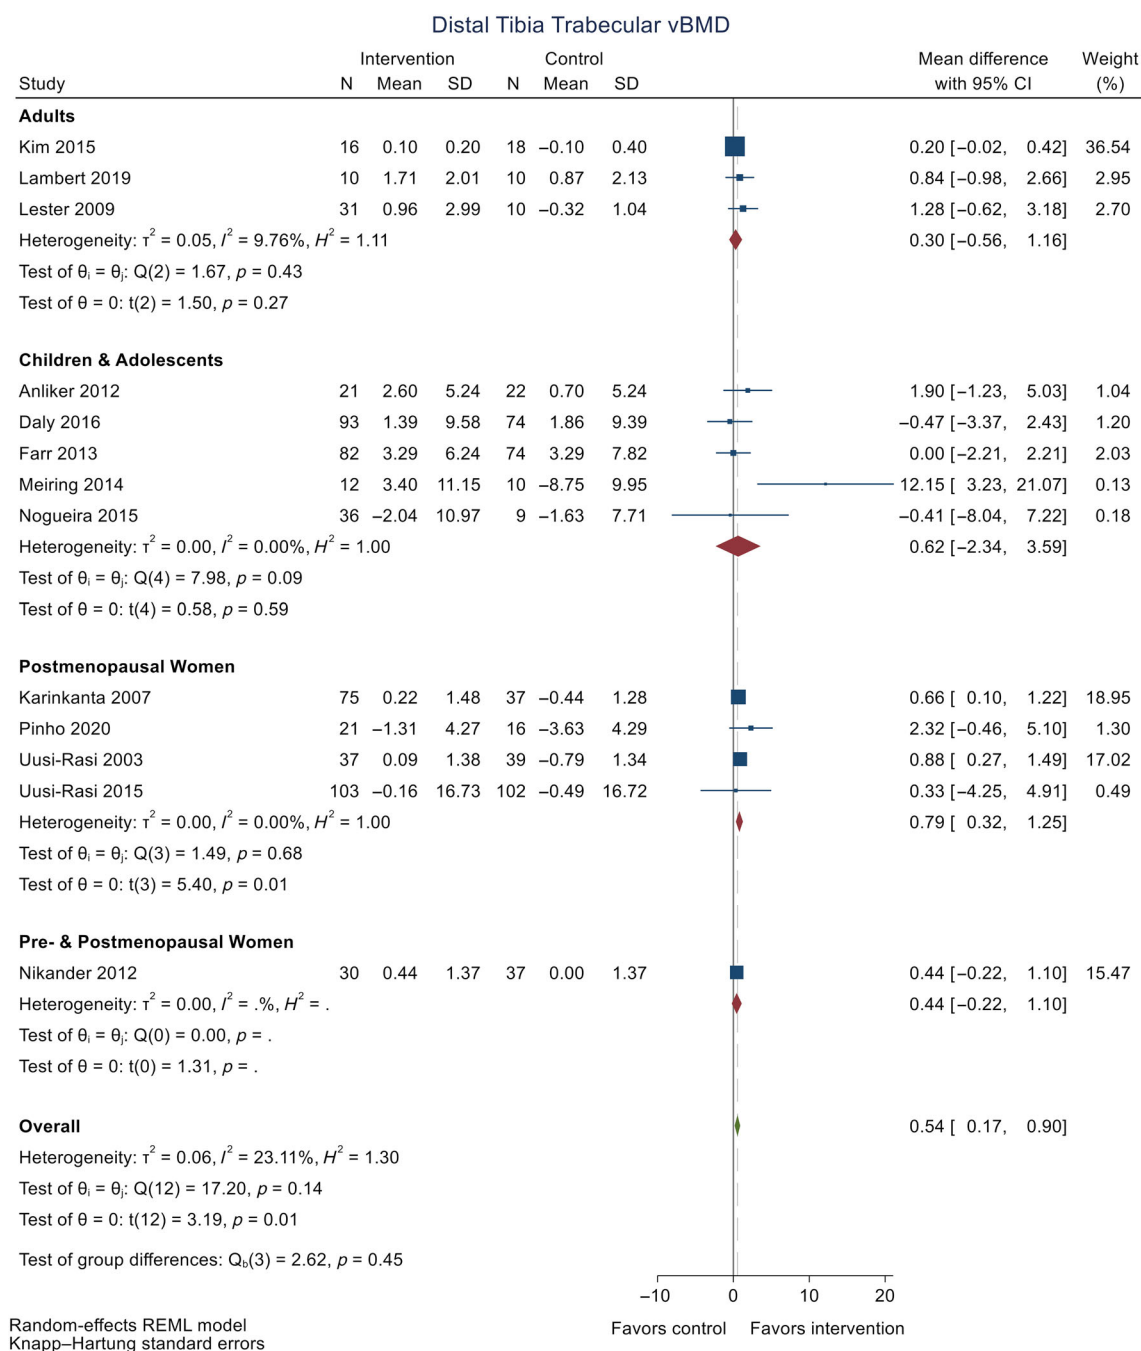 Distal Tibia Trabecular vBMD
Intervention Control Mean difference Weight
Study N Mean SD N Mean SD with 95% CI (%)
Adults
Kim 2015 16 0.10 0.20 18 –0.10 0.40 0.20 [–0.02, 0.42] 36.54
Lambert 2019 10 1.71 2.01 10 0.87 2.13 0.84 [–0.98, 2.66] 2.95
Lester 2009 31 0.96 2.99 10 –0.32 1.04 1.28 [–0.62, 3.18] 2.70
Heterogeneity: τ² = 0.05, I² = 9.76%, H² = 1.11 0.30 [–0.56, 1.16]
Test of θᵢ = θⱼ: Q(2) = 1.67, p = 0.43
Test of θ = 0: t(2) = 1.50, p = 0.27
Children & Adolescents
Anliker 2012 21 2.60 5.24 22 0.70 5.24 1.90 [–1.23, 5.03] 1.04
Daly 2016 93 1.39 9.58 74 1.86 9.39 –0.47 [–3.37, 2.43] 1.20
Farr 2013 82 3.29 6.24 74 3.29 7.82 0.00 [–2.21, 2.21] 2.03
Meiring 2014 12 3.40 11.15 10 –8.75 9.95 12.15 [ 3.23, 21.07] 0.13
Nogueira 2015 36 –2.04 10.97 9 –1.63 7.71 –0.41 [–8.04, 7.22] 0.18
Heterogeneity: τ² = 0.00, I² = 0.00%, H² = 1.00 0.62 [–2.34, 3.59]
Test of θᵢ = θⱼ: Q(4) = 7.98, p = 0.09
Test of θ = 0: t(4) = 0.58, p = 0.59
Postmenopausal Women
Karinkanta 2007 75 0.22 1.48 37 –0.44 1.28 0.66 [ 0.10, 1.22] 18.95
Pinho 2020 21 –1.31 4.27 16 –3.63 4.29 2.32 [–0.46, 5.10] 1.30
Uusi-Rasi 2003 37 0.09 1.38 39 –0.79 1.34 0.88 [ 0.27, 1.49] 17.02
Uusi-Rasi 2015 103 –0.16 16.73 102 –0.49 16.72 0.33 [–4.25, 4.91] 0.49
Heterogeneity: τ² = 0.00, I² = 0.00%, H² = 1.00 0.79 [ 0.32, 1.25]
Test of θᵢ = θⱼ: Q(3) = 1.49, p = 0.68
Test of θ = 0: t(3) = 5.40, p = 0.01
Pre- & Postmenopausal Women
Nikander 2012 30 0.44 1.37 37 0.00 1.37 0.44 [–0.22, 1.10] 15.47
Heterogeneity: τ² = 0.00, I² = .%, H² = . 0.44 [–0.22, 1.10]
Test of θᵢ = θⱼ: Q(0) = 0.00, p = .
Test of θ = 0: t(0) = 1.31, p = .
Overall 0.54 [ 0.17, 0.90]
Heterogeneity: τ² = 0.06, I² = 23.11%, H² = 1.30
Test of θᵢ = θⱼ: Q(12) = 17.20, p = 0.14
Test of θ = 0: t(12) = 3.19, p = 0.01
Test of group differences: Q_b(3) = 2.62, p = 0.45
–10 0 10 20
Favors control Favors intervention
Random-effects REML model
Knapp–Hartung standard errors